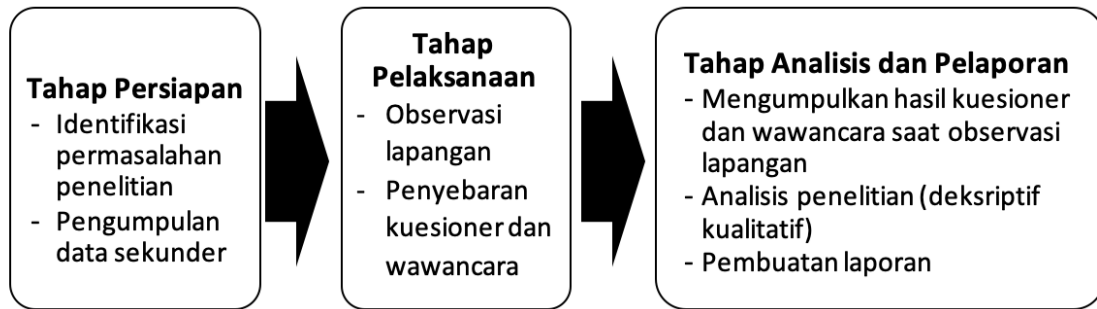 Tahap Persiapan
- Identifikasi
permasalahan
penelitian
- Pengumpulan
data sekunder
Tahap
Pelaksanaan
- Observasi
lapangan
- Penyebaran
kuesioner dan
wawancara
Tahap Analisis dan Pelaporan
- Mengumpulkan hasil kuesioner
dan wawancara saat observasi
lapangan
- Analisis penelitian (deksriptif
kualitatif)
- Pembuatan laporan